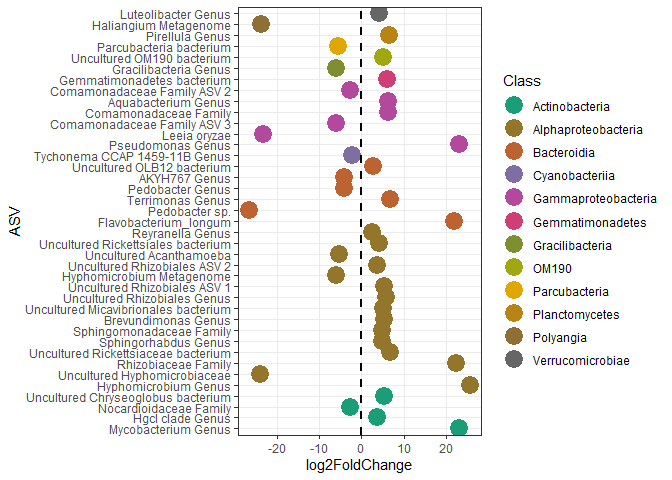 Luteolibacter Genus
Haliangium Metagenome
Pirellula Genus
Parcubacteria bacterium
Uncultured OM190 bacterium
Gracilibacteria Genus
Gemmatimonadetes bacterium
Comamonadaceae Family ASV 2
Aquabacterium Genus
Comamonadaceae Family
Comamonadaceae Family ASV 3
Leeia oryzae
Pseudomonas Genus
Tychonema CCAP 1459-11B Genus
Uncultured OLB12 bacterium
AKYH767 Genus
Pedobacter Genus
Terrimonas Genus
Pedobacter sp.
Flavobacterium_longum
Reyranella Genus
Uncultured Rickettsiales bacterium
Uncultured Acanthamoeba
Uncultured Rhizobiales ASV 2
Hyphomicrobium Metagenome
Uncultured Rhizobiales ASV 1
Uncultured Rhizobiales Genus
Uncultured Micavibrionales bacterium
Brevundimonas Genus
Sphingomonadaceae Family
Sphingorhabdus Genus
Uncultured Rickettsiaceae bacterium
Rhizobiaceae Family
Uncultured Hyphomicrobiaceae
Hyphomicrobium Genus
Uncultured Chryseoglobus bacterium
Nocardioidaceae Family
Hgcl clade Genus
Mycobacterium Genus
ASV
-20 -10 0 10 20
log2FoldChange
Class
Actinobacteria
Alphaproteobacteria
Bacteroidia
Cyanobacteriia
Gammaproteobacteria
Gemmatimonadetes
Gracilibacteria
OM190
Parcubacteria
Planctomycetes
Polyangia
Verrucomicrobiae